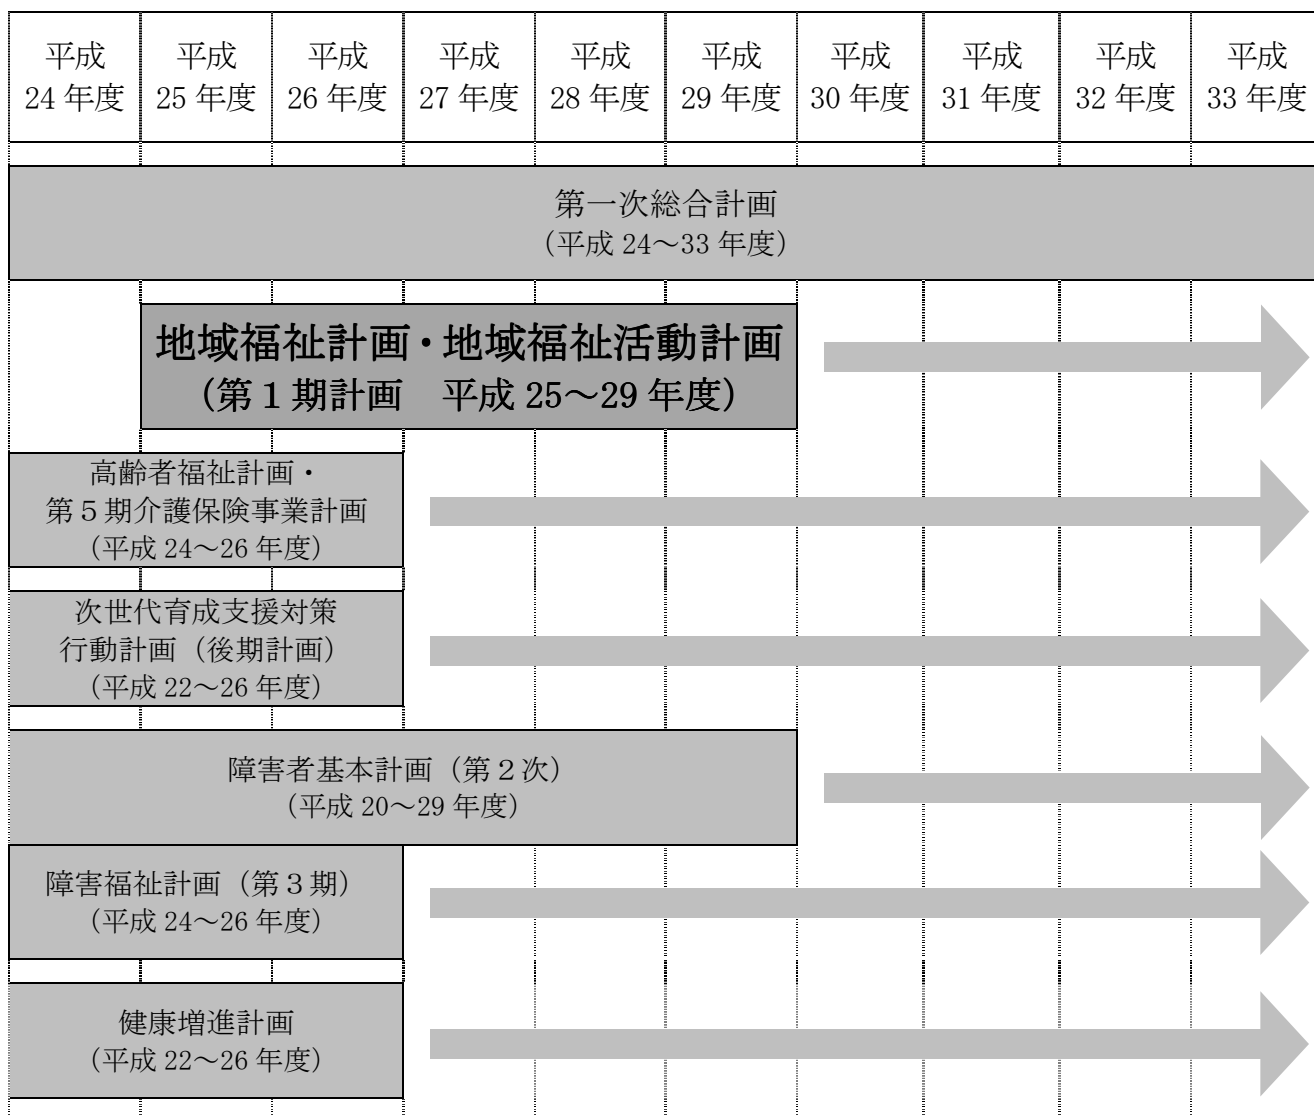 平成 平成 平成 平成 平成 平成 平成 平成 平成 平成
24 年度 25 年度 26 年度 27 年度 28 年度 29 年度 30 年度 31 年度 32 年度 33 年度
第一次総合計画
（平成 24～33 年度）
地域福祉計画・地域福祉活動計画
（第１期計画　平成 25～29 年度）
高齢者福祉計画・
第５期介護保険事業計画
（平成 24～26 年度）
次世代育成支援対策
行動計画（後期計画）
（平成 22～26 年度）
障害者基本計画（第２次）
（平成 20～29 年度）
障害福祉計画（第３期）
（平成 24～26 年度）
健康増進計画
（平成 22～26 年度）